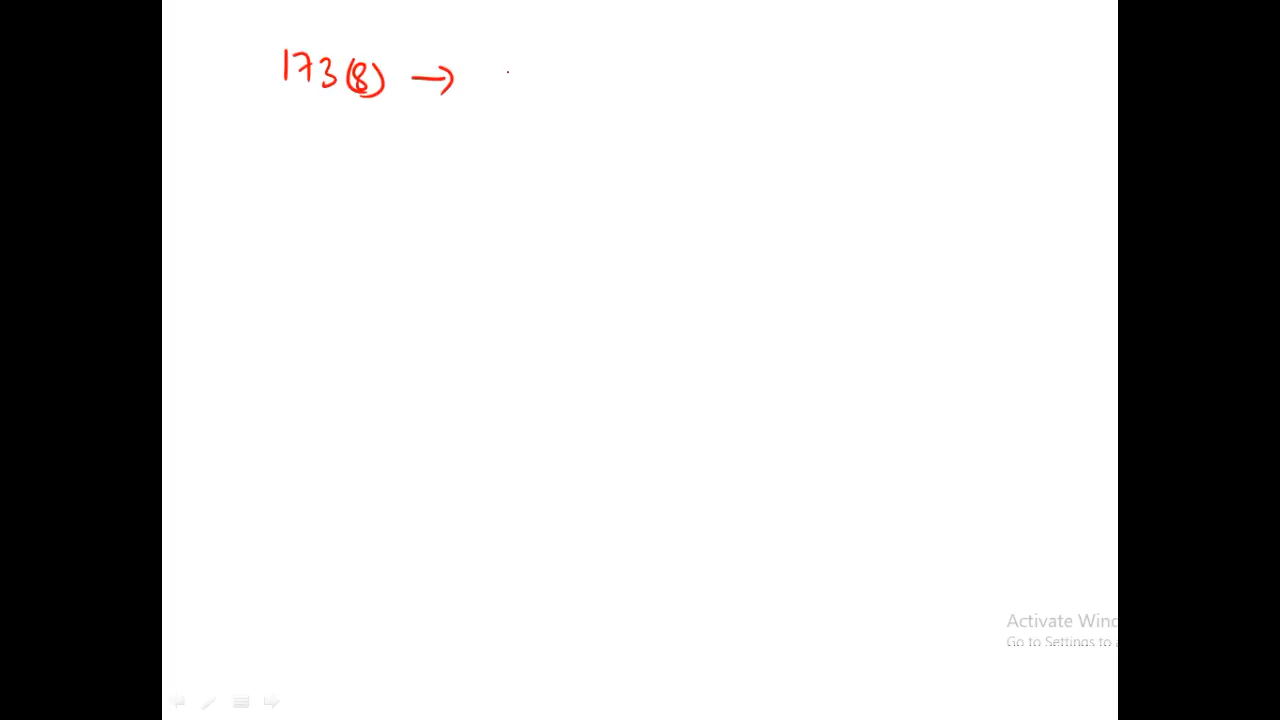 173(8) →
Activate Wind
Go to Settings to a